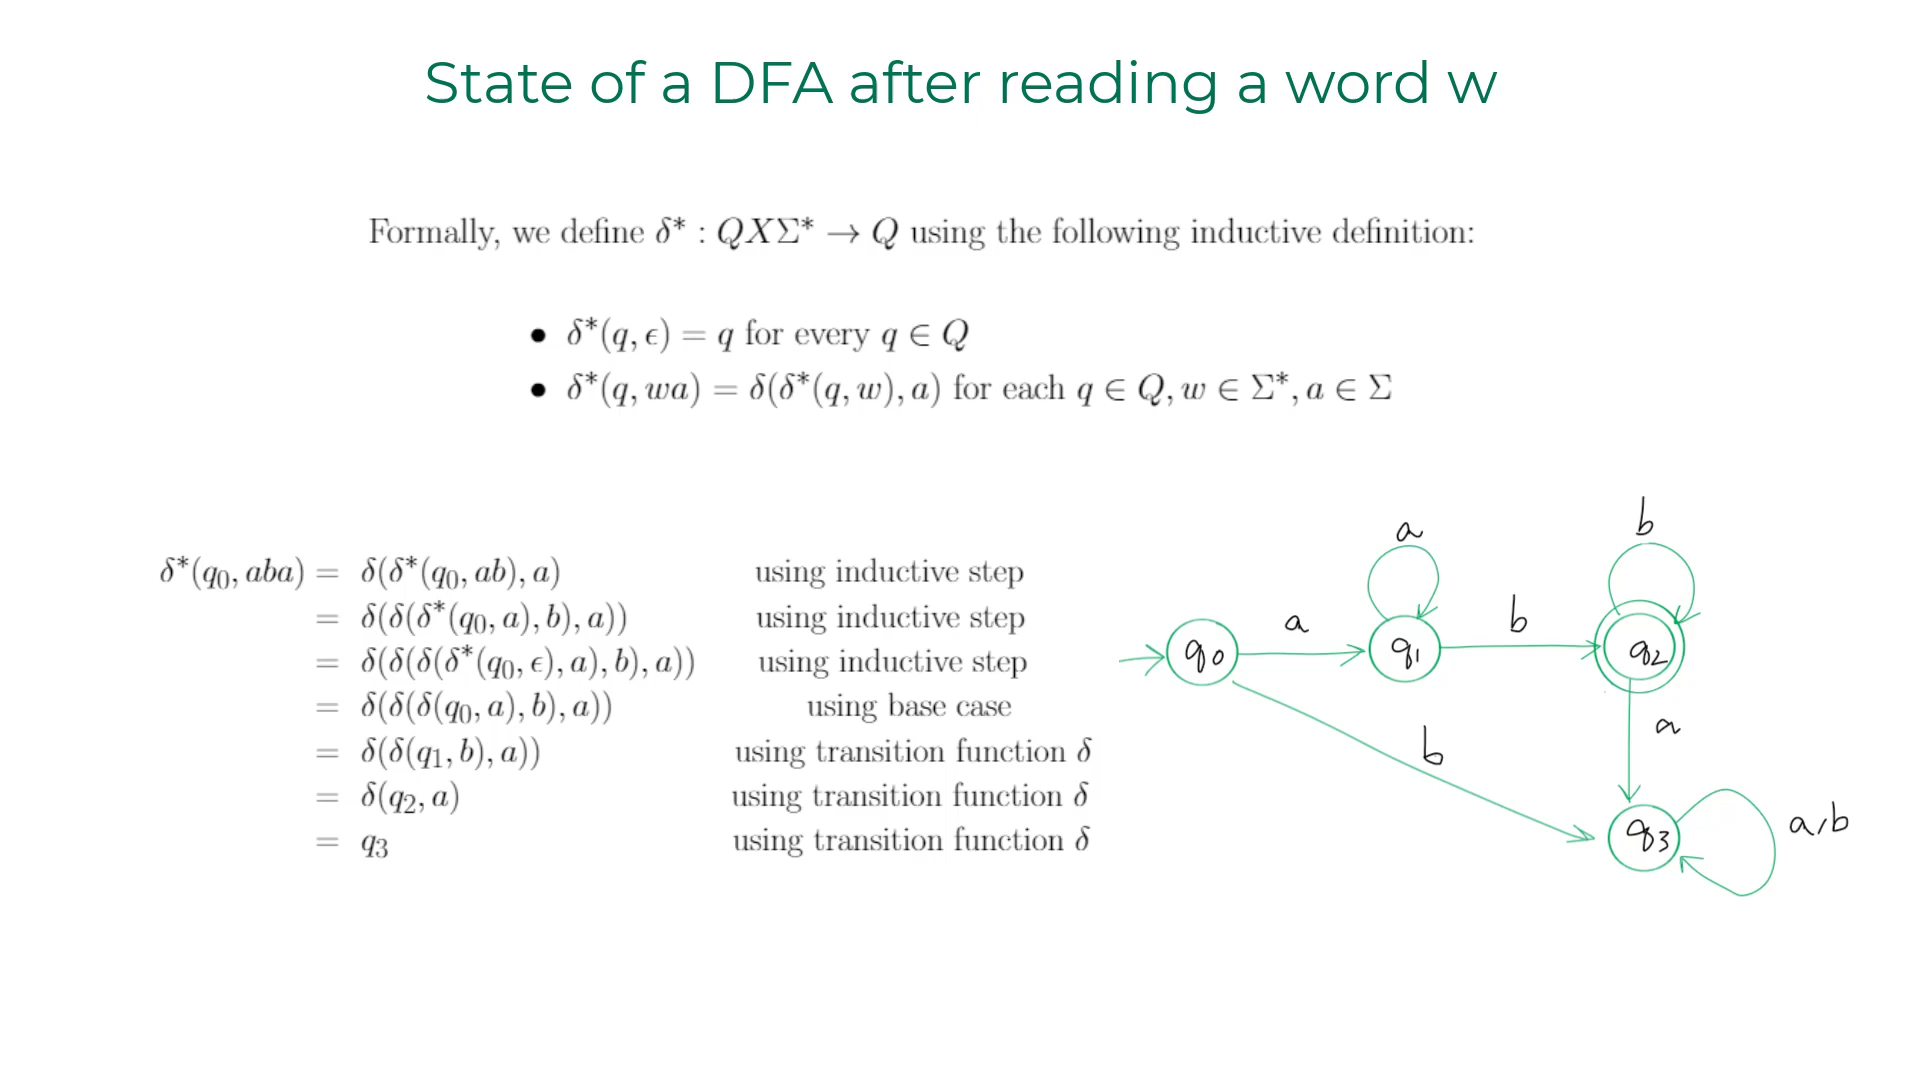 State of a DFA after reading a word w
Formally, we define δ* : QXΣ* → Q using the following inductive definition:
• δ*(q, ϵ) = q for every q ∈ Q
• δ*(q, wa) = δ(δ*(q, w), a) for each q ∈ Q, w ∈ Σ*, a ∈ Σ
δ*(q₀, aba) = δ(δ*(q₀, ab), a) using inductive step
= δ(δ(δ*(q₀, a), b), a)) using inductive step
= δ(δ(δ(δ*(q₀, ϵ), a), b), a)) using inductive step
= δ(δ(δ(q₀, a), b), a)) using base case
= δ(δ(q₁, b), a)) using transition function δ
= δ(q₂, a) using transition function δ
= q₃ using transition function δ
a
b
a
b
q₀
q₁
q₂
a
b
q₃
a,b